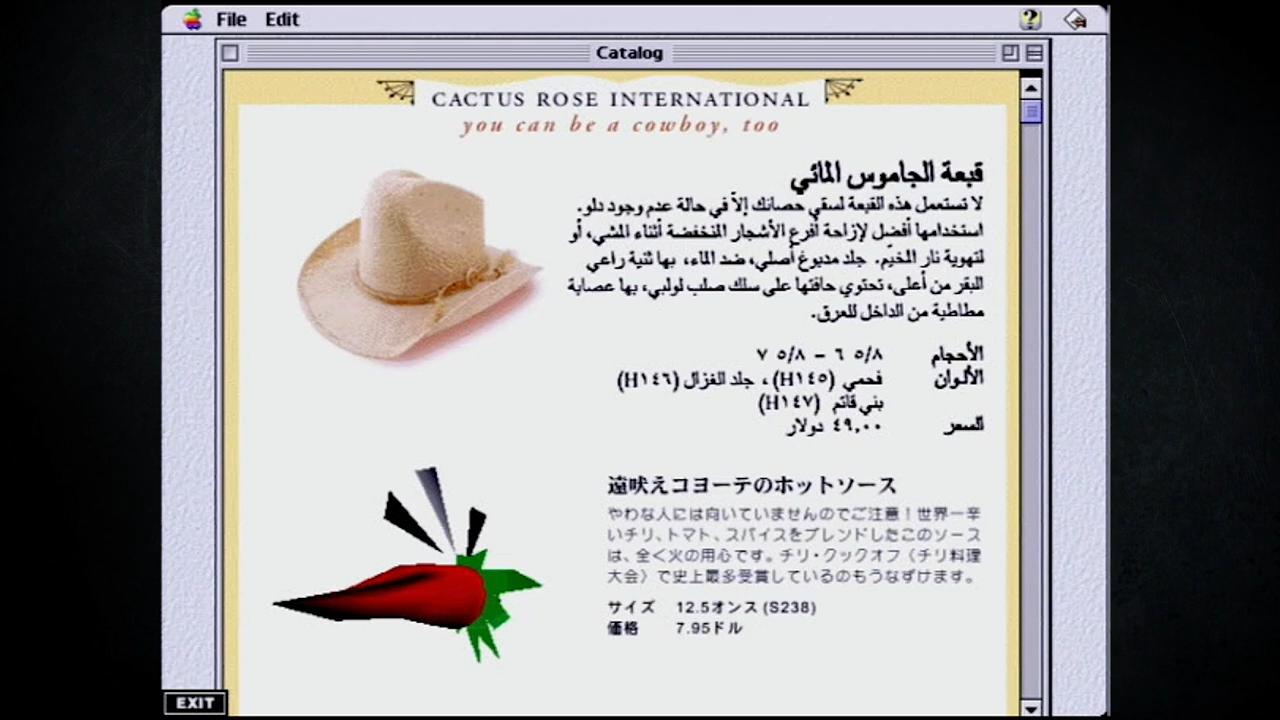 File Edit
Catalog
CACTUS ROSE INTERNATIONAL
you can be a cowboy, too
قبعة الجاموس المائي
لا تستعمل هذه القبعة لسقي حصانك إلاّ في حالة عدم وجود دلو.
استخدامها أفضل لإزاحة أفرع الأشجار المنخفضة أثناء المشي، أو
لتهوية نار المخيّم. جلد مدبوغ أصلي، ضد الماء، بها ثنية راعي
البقر من أعلى، تحتوي حافتها على سلك صلب لولبي، بها عصابة
مطاطية من الداخل للعرق.
الأحجام ٥/٨ ٦ – ٥/٨ ٧
الألوان فحمي (H١٤٥)، جلد الغزال (H١٤٦)
بني قاتم (H١٤٧)
السعر ٤٩,٠٠ دولار
遠吠えコヨーテのホットソース
やわな人には向いていませんのでご注意！世界一辛
いチリ、トマト、スパイスをブレンドしたこのソース
は、全く火の用心です。チリ・クックオフ（チリ料理
大会）で史上最多受賞しているのもうなずけます。
サイズ 12.5オンス (S238)
価格 7.95ドル
EXIT